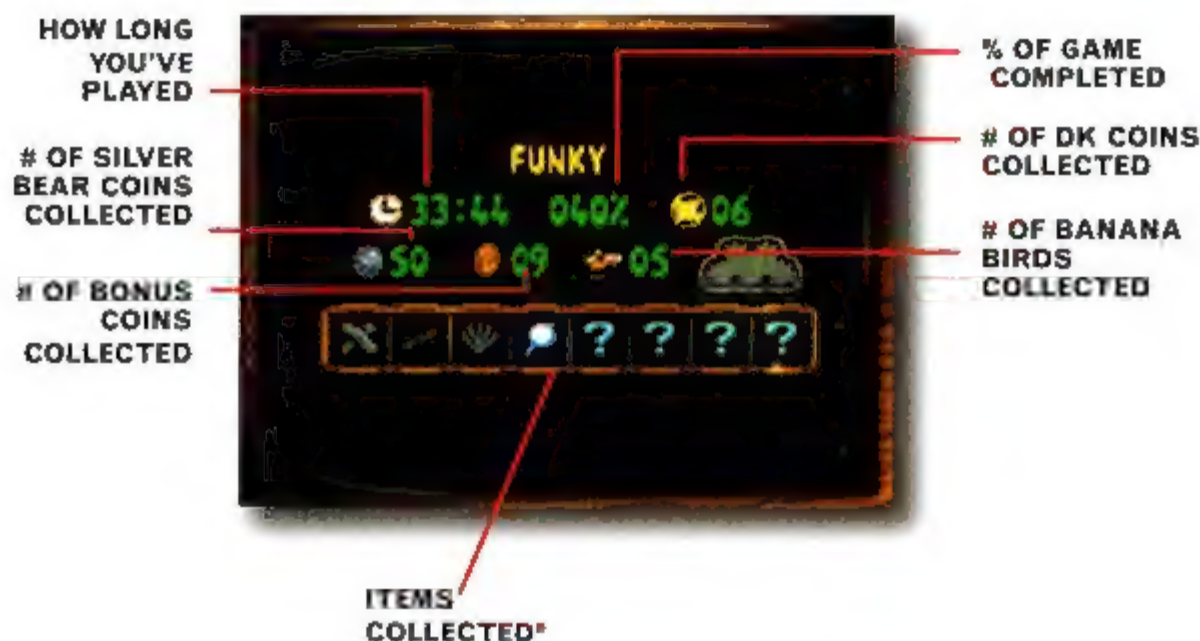 HOW LONG
YOU'VE
PLAYED
# OF SILVER
BEAR COINS
COLLECTED
# OF BONUS
COINS
COLLECTED
FUNKY
33:44 040% 06
50 09 05
? ? ? ?
% OF GAME
COMPLETED
# OF DK COINS
COLLECTED
# OF BANANA
BIRDS
COLLECTED
ITEMS
COLLECTED*